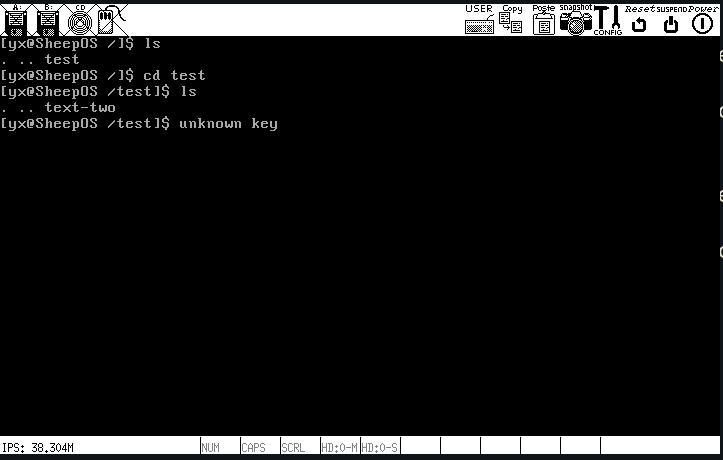 A: B: CD USER Copy Paste snapshot CONFIG Reset SUSPEND Power
[yx@SheepOS /]$ ls
. .. test
[yx@SheepOS /]$ cd test
[yx@SheepOS /test]$ ls
. .. text-two
[yx@SheepOS /test]$ unknown key
IPS: 38.304M NUM CAPS SCRL HD:0-M HD:0-S